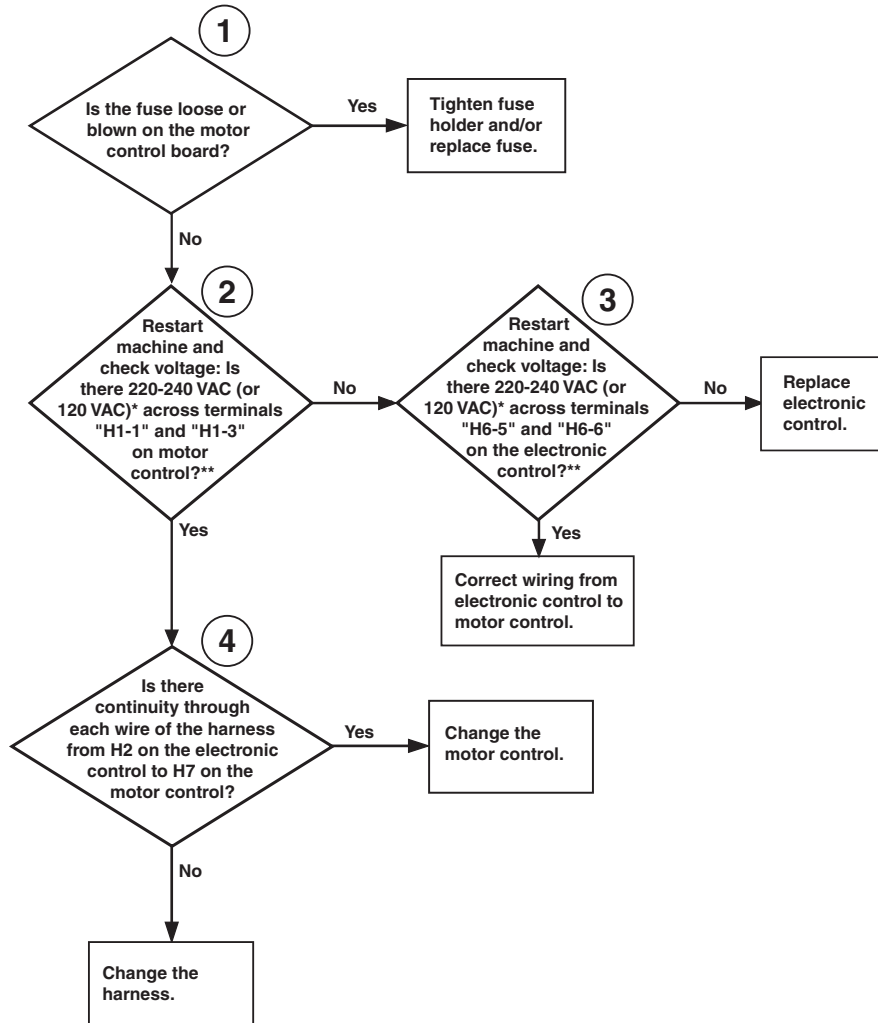 1
Is the fuse loose or
blown on the motor
control board?
Yes
Tighten fuse
holder and/or
replace fuse.
No
2
Restart
machine and
check voltage: Is
there 220-240 VAC (or
120 VAC)* across terminals
"H1-1" and "H1-3"
on motor
control?**
No
3
Restart
machine and
check voltage: Is
there 220-240 VAC (or
120 VAC)* across terminals
"H6-5" and "H6-6"
on the electronic
control?**
No
Replace
electronic
control.
Yes
Yes
Correct wiring from
electronic control to
motor control.
4
Is there
continuity through
each wire of the harness
from H2 on the electronic
control to H7 on the
motor control?
Yes
Change the
motor control.
No
Change the
harness.